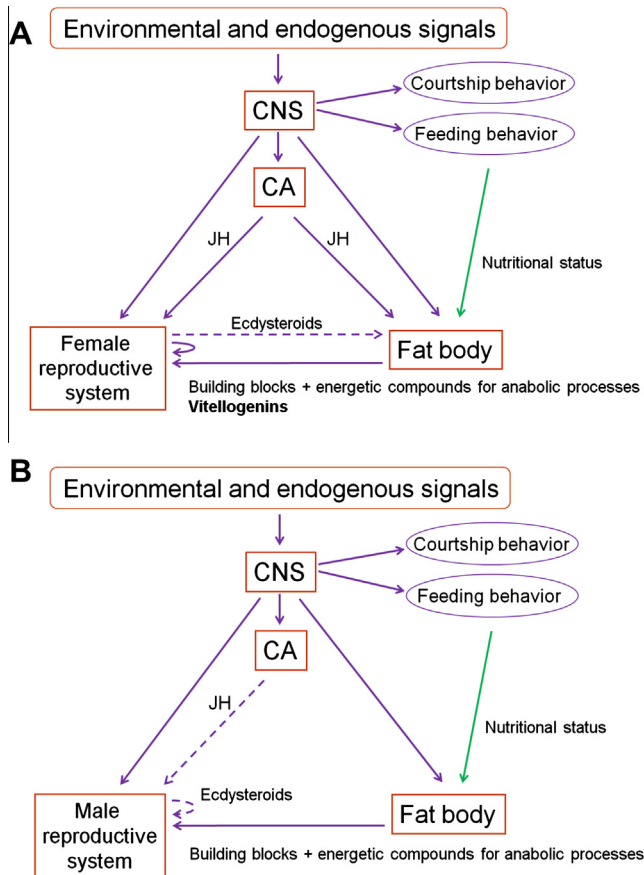 A
Environmental and endogenous signals
CNS
Courtship behavior
Feeding behavior
CA
JH
JH
Nutritional status
Ecdysteroids
Female
reproductive
system
Fat body
Building blocks + energetic compounds for anabolic processes
Vitellogenins
B
Environmental and endogenous signals
CNS
Courtship behavior
Feeding behavior
CA
JH
Nutritional status
Ecdysteroids
Male
reproductive
system
Fat body
Building blocks + energetic compounds for anabolic processes